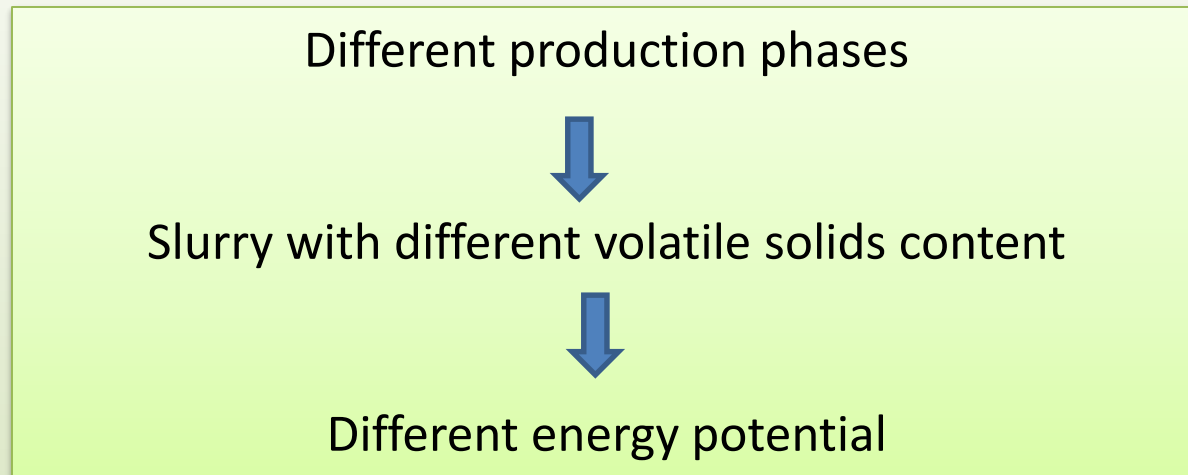 Different production phases
Slurry with different volatile solids content
Different energy potential